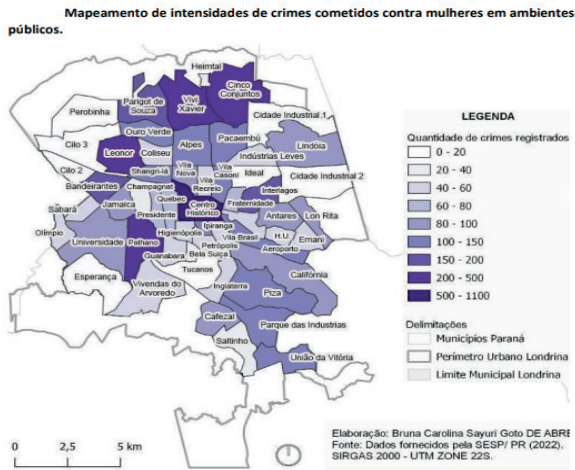 Mapeamento de intensidades de crimes cometidos contra mulheres em ambientes
públicos.
Heimtal
Cinco
Conjuntos
Vivi
Xavier
Parigot de
Souza
Perobinha
Cidade Industrial 1
Ouro Verde
Pacaembú
Lindóia
Cilo 3
Alpes
Leonor
Coliseu
Indústrias Leves
Cilo 2
Shangri-lá
Vila
Nova
Vila
Casoni
Ideal
Cidade Industrial 2
Bandeirantes
Champagnat
Vila
Recreio
Interlagos
Quebec
Centro
Histórico
Fraternidade
Sabará
Jamaica
Presidente
Antares
Lon Rita
Ipiranga
Olímpio
Universidade
Palhano
Higienópolis
Vila Brasil
H.U.
Ernani
Petrópolis
Aeroporto
Guanabara
Bela Suiça
Esperança
Tucanos
Califórnia
Vivendas do
Arvoredo
Inglaterra
Piza
Cafezal
Parque das Industrias
Saltinho
União da Vitória
LEGENDA
Quantidade de crimes registrados
0 - 20
20 - 40
40 - 60
60 - 80
80 - 100
100 - 150
150 - 200
200 - 500
500 - 1100
Delimitações
Municípios Paraná
Perímetro Urbano Londrina
Limite Municipal Londrina
0 2,5 5 km
Elaboração: Bruna Carolina Sayuri Goto DE ABRE
Fonte: Dados fornecidos pela SESP/ PR (2022).
SIRGAS 2000 - UTM ZONE 22S.